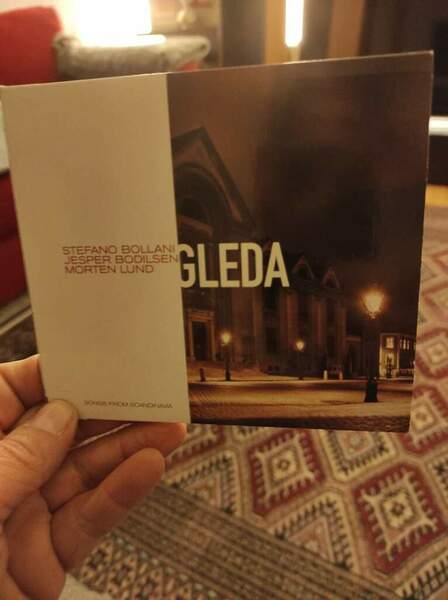 STEFANO BOLLANI
JESPER BODILSEN
MORTEN LUND
GLEDA
SONGS FROM SCANDINAVIA